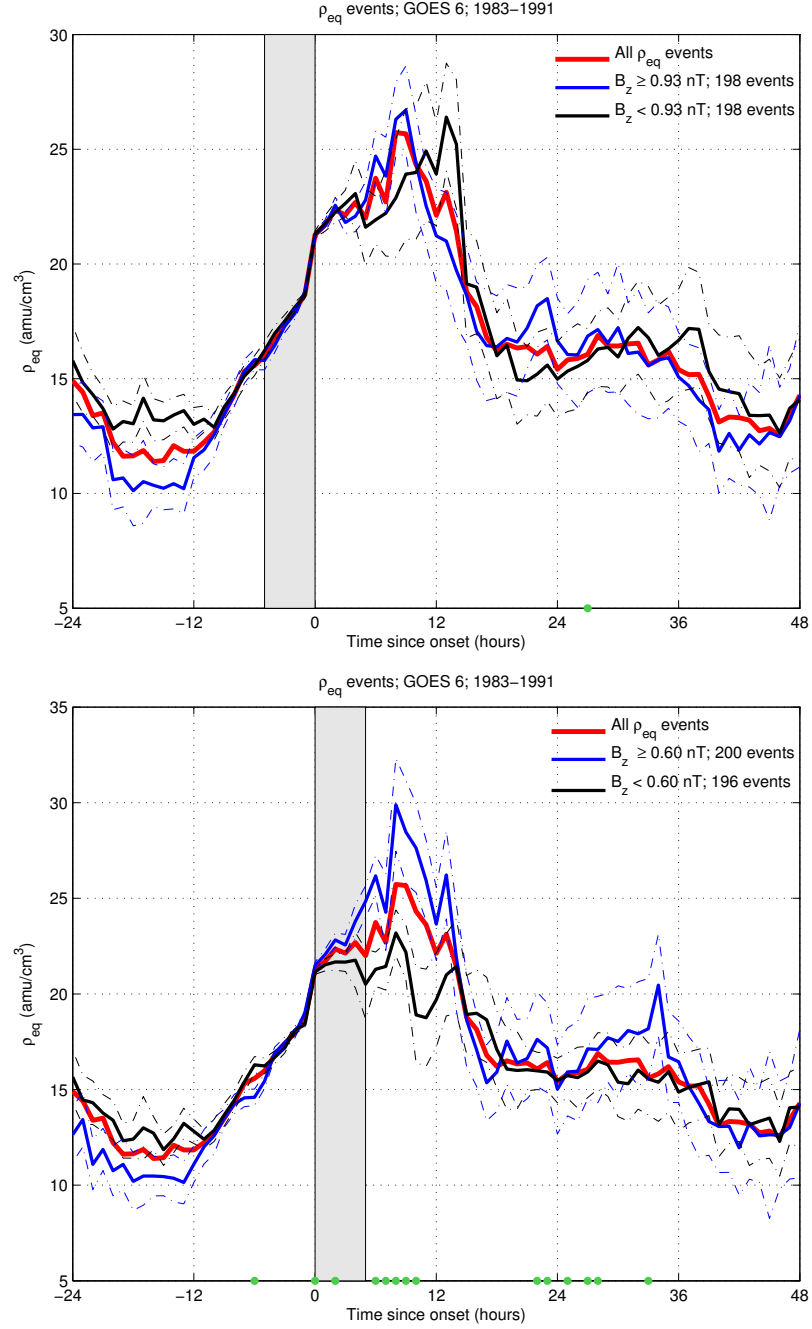 ρeq events; GOES 6; 1983−1991
30
25
20
15
10
5
ρeq (amu/cm3)
All ρeq events
Bz ≥ 0.93 nT; 198 events
Bz < 0.93 nT; 198 events
−24 −12 0 12 24 36 48
Time since onset (hours)
ρeq events; GOES 6; 1983−1991
35
30
25
20
15
10
5
ρeq (amu/cm3)
All ρeq events
Bz ≥ 0.60 nT; 200 events
Bz < 0.60 nT; 196 events
−24 −12 0 12 24 36 48
Time since onset (hours)